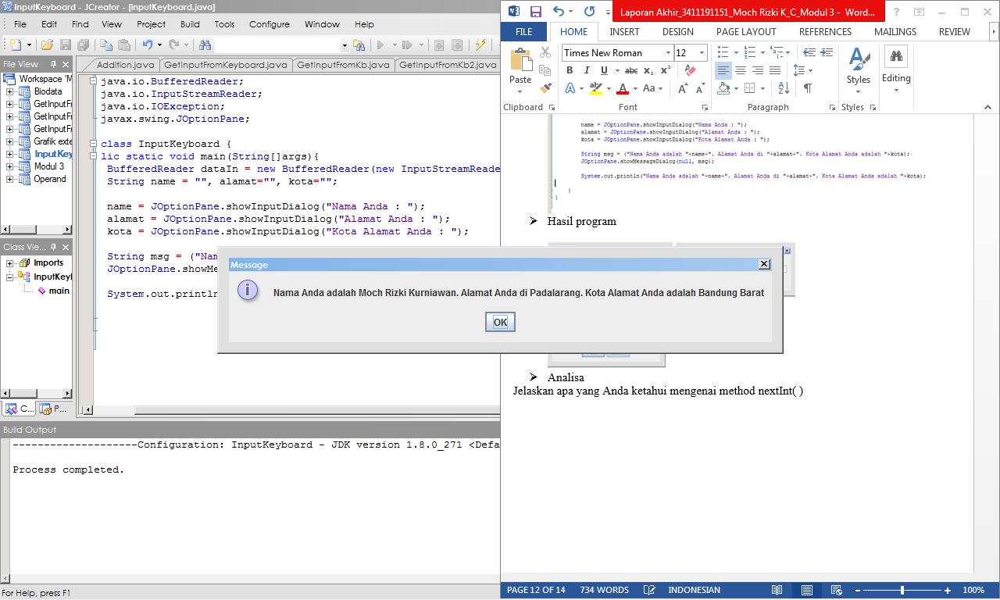 InputKeyboard - JCreator - [InputKeyboard.java]
File Edit Find View Project Build Tools Configure Window Help
File View
Workspace 'M
Biodata
GetInputFr
GetInputFr
GetInputFr
Grafik exte
InputKey
Modul 3
Operand
Class Vie...
Imports
InputKeyl
main
C...
P...
Addition.java GetInputFromKeyboard.java GetInputFromKb.java GetInputFromKb2.java
java.io.BufferedReader;
java.io.InputStreamReader;
java.io.IOException;
javax.swing.JOptionPane;
class InputKeyboard {
lic static void main(String[]args){
BufferedReader dataIn = new BufferedReader(new InputStreamReade
String name = "", alamat="", kota="";
name = JOptionPane.showInputDialog("Nama Anda : ");
alamat = JOptionPane.showInputDialog("Alamat Anda : ");
kota = JOptionPane.showInputDialog("Kota Alamat Anda : ");
String msg = ("Nam
JOptionPane.showMe
System.out.println
Message
Nama Anda adalah Moch Rizki Kurniawan. Alamat Anda di Padalarang. Kota Alamat Anda adalah Bandung Barat
OK
Build Output
--------------------Configuration: InputKeyboard - JDK version 1.8.0_271 <Defa
Process completed.
For Help, press F1
Laporan Akhir_3411191151_Moch Rizki K_C_Modul 3 - Word...
FILE HOME INSERT DESIGN PAGE LAYOUT REFERENCES MAILINGS REVIEW
Times New Roman 12
Paste
B I U abc x₂ x²
Aa
Styles
Editing
Clipboard Font Paragraph Styles
name = JOptionPane.showInputDialog("Nama Anda : ");
alamat = JOptionPane.showInputDialog("Alamat Anda : ");
kota = JOptionPane.showInputDialog("Kota Alamat Anda : ");
String msg = ("Nama Anda adalah "+name+". Alamat Anda di "+alamat+". Kota Alamat Anda adalah "+kota);
JOptionPane.showMessageDialog(null, msg);
System.out.println("Nama Anda adalah "+name+". Alamat Anda di "+alamat+". Kota Alamat Anda adalah "+kota);
}
}
Hasil program
Analisa
Jelaskan apa yang Anda ketahui mengenai method nextInt( )
PAGE 12 OF 14 734 WORDS INDONESIAN 100%